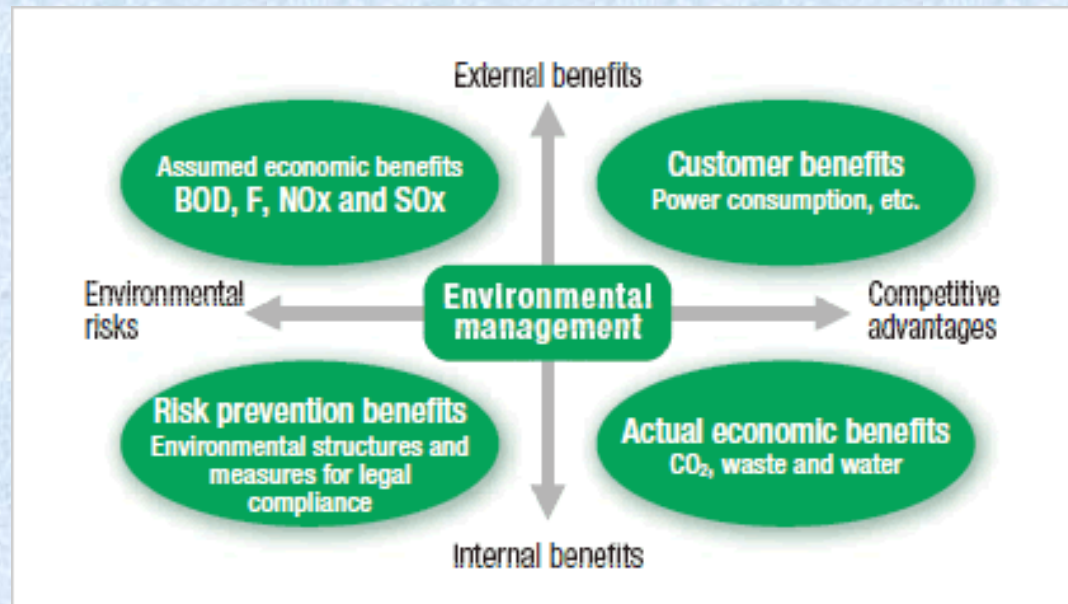 External benefits
Assumed economic benefits
BOD, F, NOx and SOx
Customer benefits
Power consumption, etc.
Environmental
risks
Environmental
management
Competitive
advantages
Risk prevention benefits
Environmental structures and
measures for legal
compliance
Actual economic benefits
CO₂, waste and water
Internal benefits